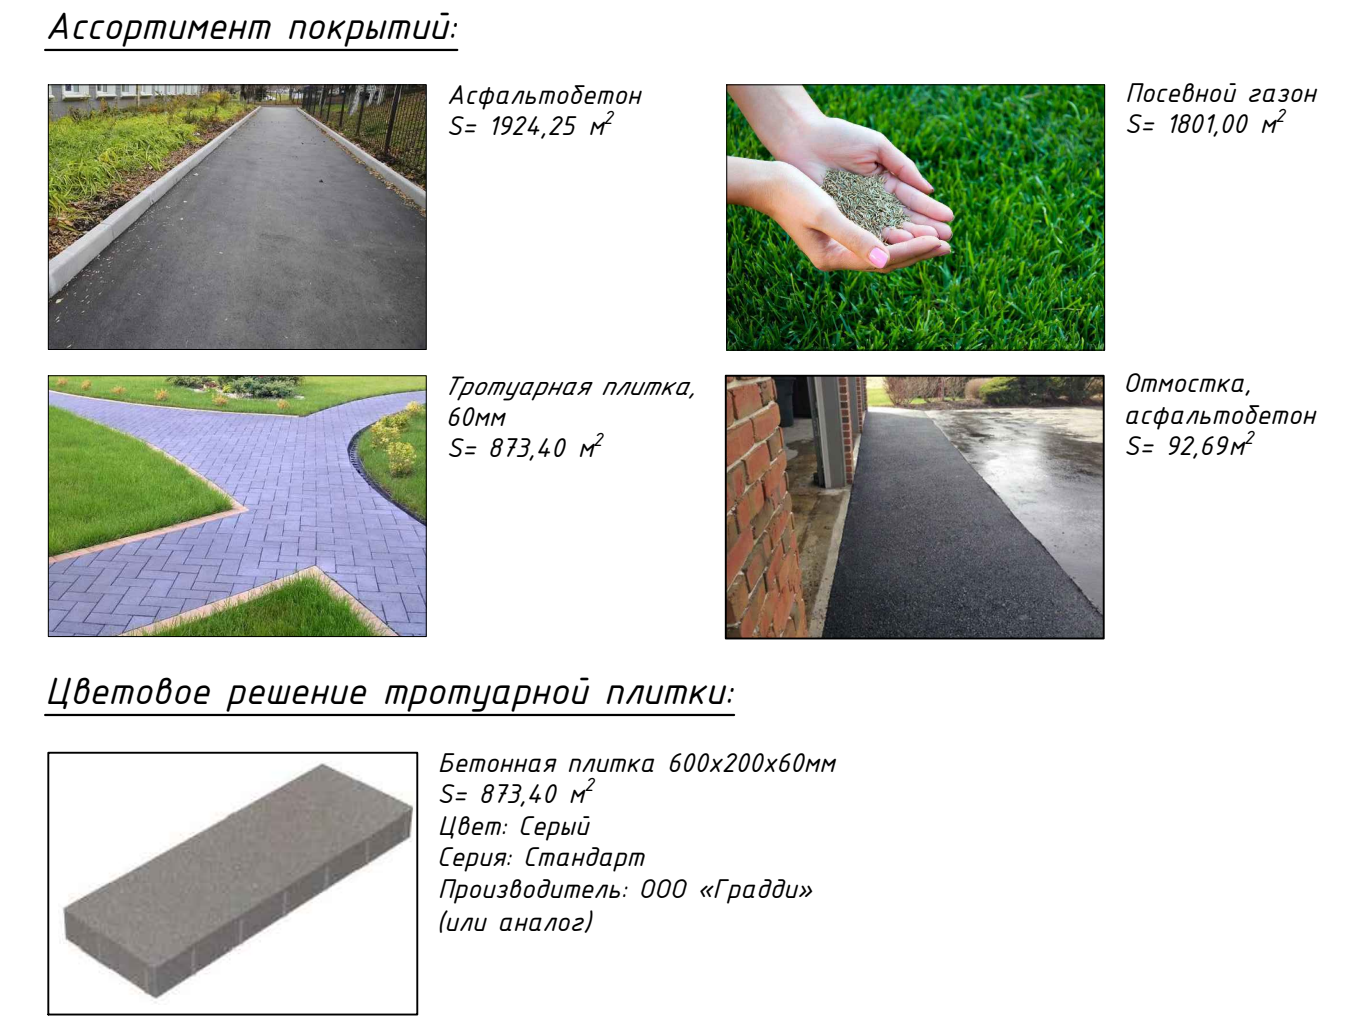 Ассортимент покрытий:
Асфальтобетон
S= 1924,25 м²
Посевной газон
S= 1801,00 м²
Тротуарная плитка,
60мм
S= 873,40 м²
Отмостка,
асфальтобетон
S= 92,69м²
Цветовое решение тротуарной плитки:
Бетонная плитка 600х200х60мм
S= 873,40 м²
Цвет: Серый
Серия: Стандарт
Производитель: ООО «Градди»
(или аналог)